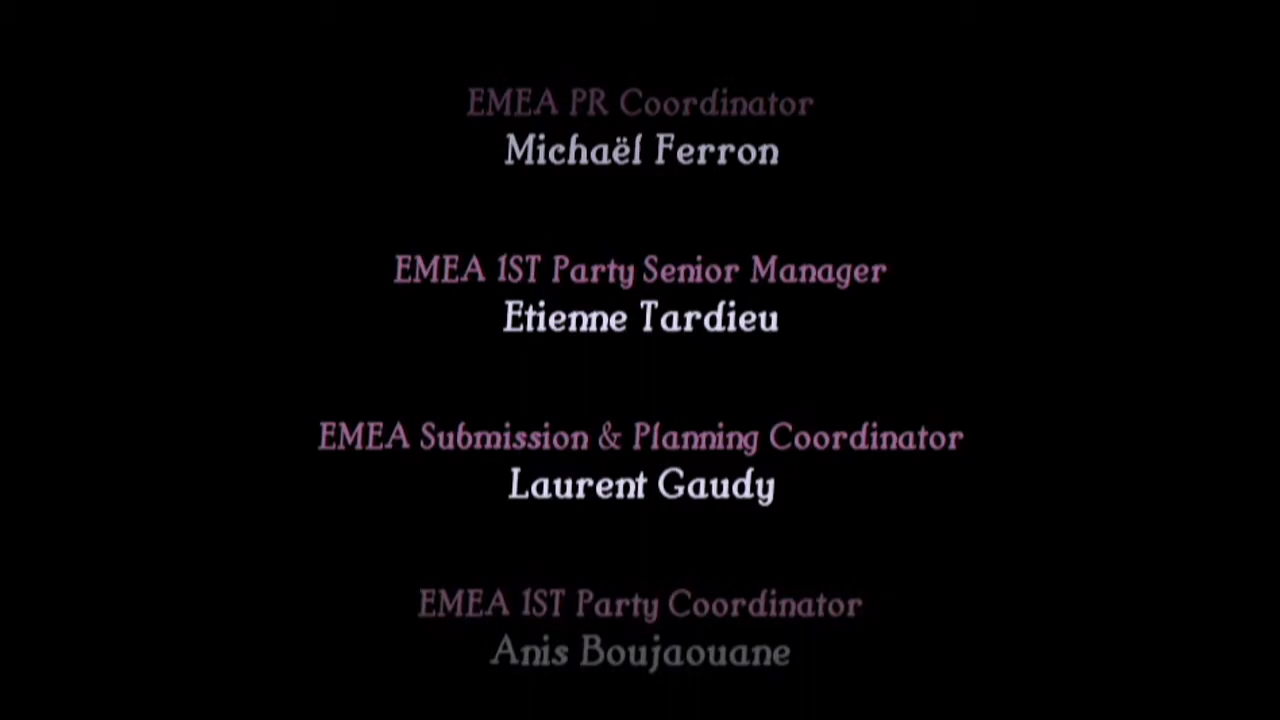 EMEA PR Coordinator
Michaël Ferron
EMEA 1ST Party Senior Manager
Etienne Tardieu
EMEA Submission & Planning Coordinator
Laurent Gaudy
EMEA 1ST Party Coordinator
Anis Boujaouane